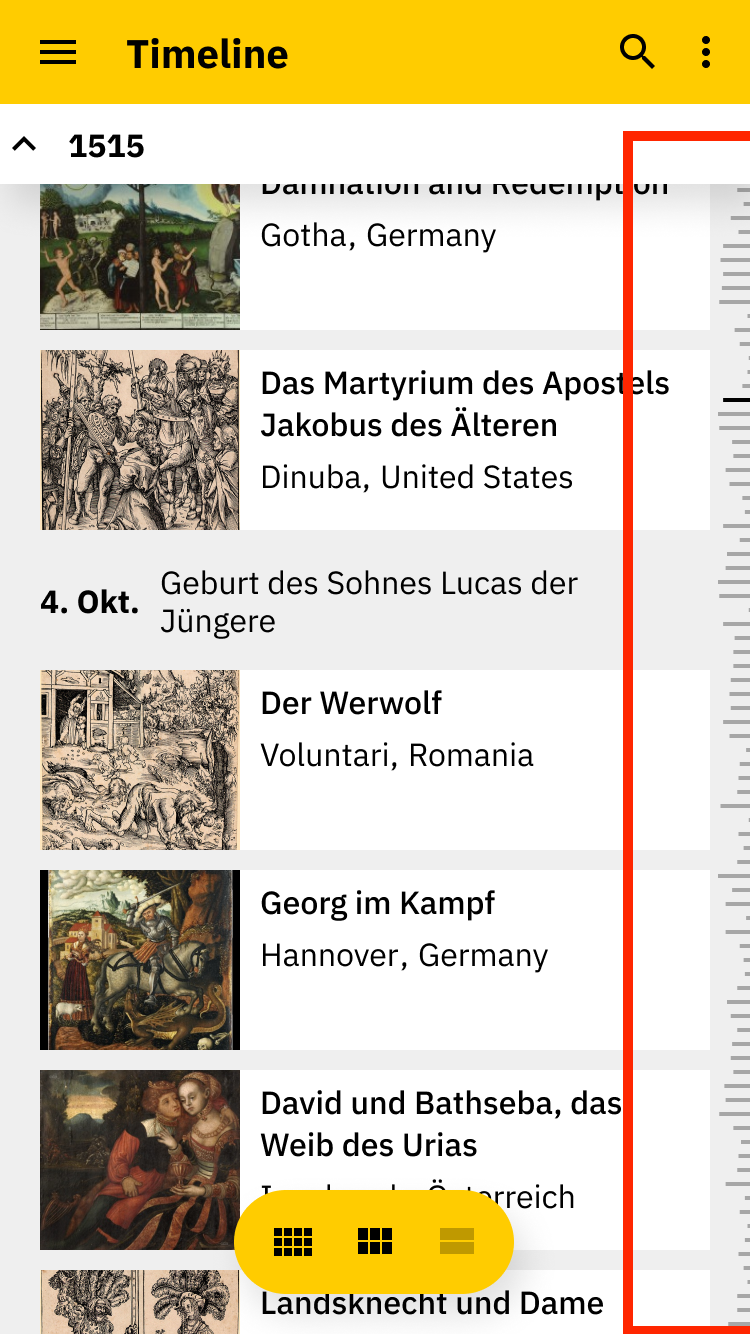 Timeline
1515
Damnation and Redemption
Gotha, Germany
Das Martyrium des Apostels
Jakobus des Älteren
Dinuba, United States
4. Okt.
Geburt des Sohnes Lucas der
Jüngere
Der Werwolf
Voluntari, Romania
Georg im Kampf
Hannover, Germany
David und Bathseba, das
Weib des Urias
Landsknecht und Dame